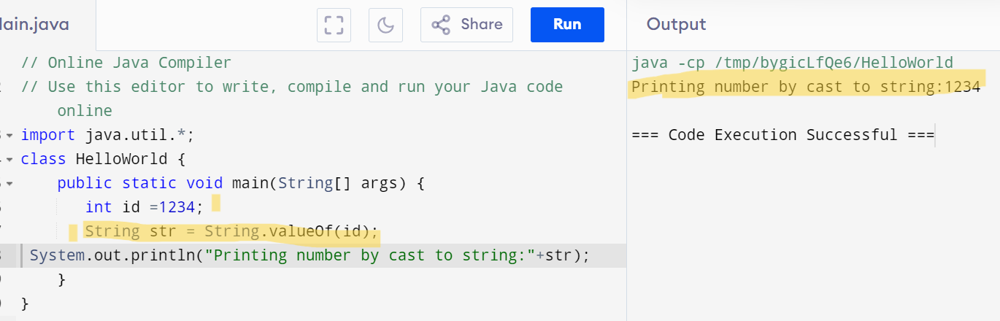 ain.java
Share
Run
Output
// Online Java Compiler
// Use this editor to write, compile and run your Java code
online
import java.util.*;
class HelloWorld {
public static void main(String[] args) {
int id =1234;
String str = String.valueOf(id);
System.out.println("Printing number by cast to string:"+str);
}
}
java -cp /tmp/bygicLfQe6/HelloWorld
Printing number by cast to string:1234
=== Code Execution Successful ===